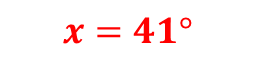 x = 41°